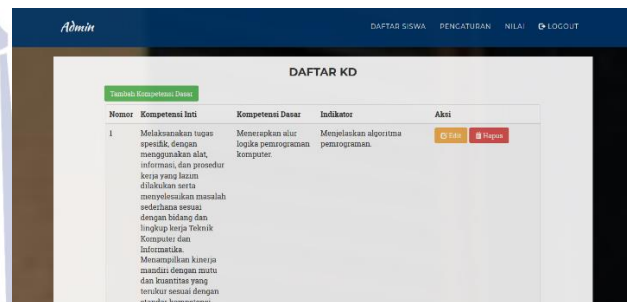 Admin
DAFTAR SISWA PENGATURAN NILAI LOGOUT
DAFTAR KD
Tambah Kompetensi Dasar
Nomor Kompetensi Inti Kompetensi Dasar Indikator Aksi
1 Melaksanakan tugas Menerapkan alur Menjelaskan algoritma Edit Hapus
spesifik, dengan logika pemrograman pemrograman.
menggunakan alat, komputer.
informasi, dan prosedur
kerja yang lazim
dilakukan serta
menyelesaikan masalah
sederhana sesuai
dengan bidang dan
lingkup kerja Teknik
Komputer dan
Informatika.
Menampilkan kinerja
mandiri dengan mutu
dan kuantitas yang
terukur sesuai dengan
standar kompetensi